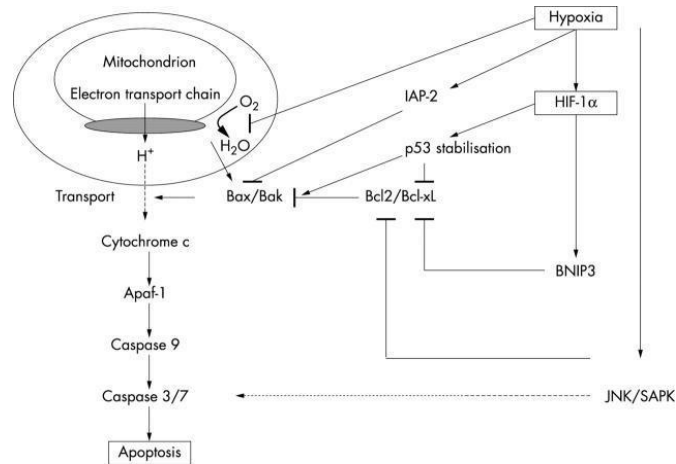 Hypoxia
Mitochondrion
Electron transport chain
O2
IAP-2
HIF-1α
H2O
H+
p53 stabilisation
Transport
Bax/Bak
Bcl2/Bcl-xL
Cytochrome c
BNIP3
Apaf-1
Caspase 9
Caspase 3/7
JNK/SAPK
Apoptosis